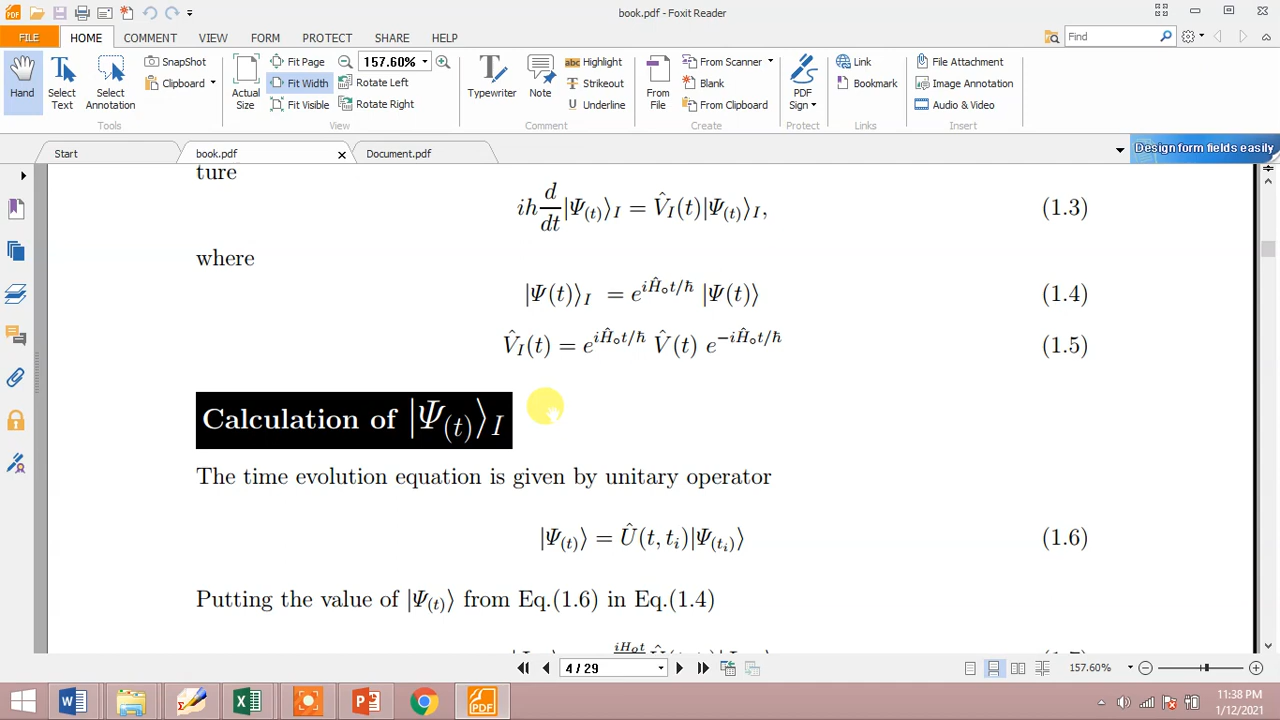 book.pdf - Foxit Reader
FILE HOME COMMENT VIEW FORM PROTECT SHARE HELP Find
Hand Select Text Select Annotation SnapShot Clipboard Actual Size Fit Page Fit Width Fit Visible 157.60% Rotate Left Rotate Right Typewriter Note Highlight Strikeout Underline From File From Scanner Blank From Clipboard PDF Sign Link Bookmark File Attachment Image Annotation Audio & Video
Tools View Comment Create Protect Links Insert
Start book.pdf Document.pdf Design form fields easily
ture
ih d/dt |Ψ(t)⟩I = V̂I(t)|Ψ(t)⟩I, (1.3)
where
|Ψ(t)⟩I = e^{iĤ∘t/ħ} |Ψ(t)⟩ (1.4)
V̂I(t) = e^{iĤ∘t/ħ} V̂(t) e^{−iĤ∘t/ħ} (1.5)
Calculation of |Ψ(t)⟩I
The time evolution equation is given by unitary operator
|Ψ(t)⟩ = Û(t, ti)|Ψ(ti)⟩ (1.6)
Putting the value of |Ψ(t)⟩ from Eq.(1.6) in Eq.(1.4)
4 / 29 157.60%
11:38 PM
1/12/2021